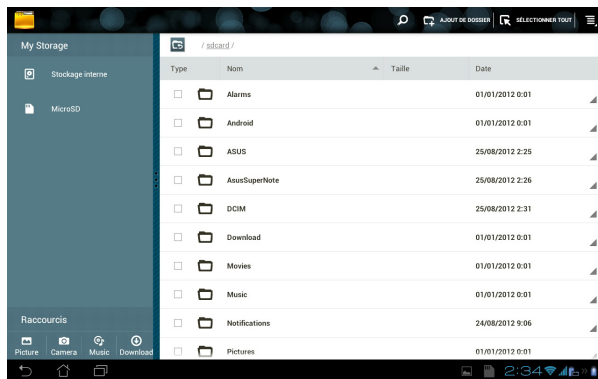 AJOUT DE DOSSIER SÉLECTIONNER TOUT
My Storage
/ sdcard /
Type Nom Taille Date
Stockage interne
MicroSD
Alarms 01/01/2012 0:01
Android 01/01/2012 0:01
ASUS 25/08/2012 2:25
AsusSuperNote 25/08/2012 2:26
DCIM 25/08/2012 2:31
Download 01/01/2012 0:01
Movies 01/01/2012 0:01
Music 01/01/2012 0:01
Notifications 24/08/2012 9:06
Pictures 01/01/2012 0:01
Raccourcis
Picture Camera Music Download
2:34